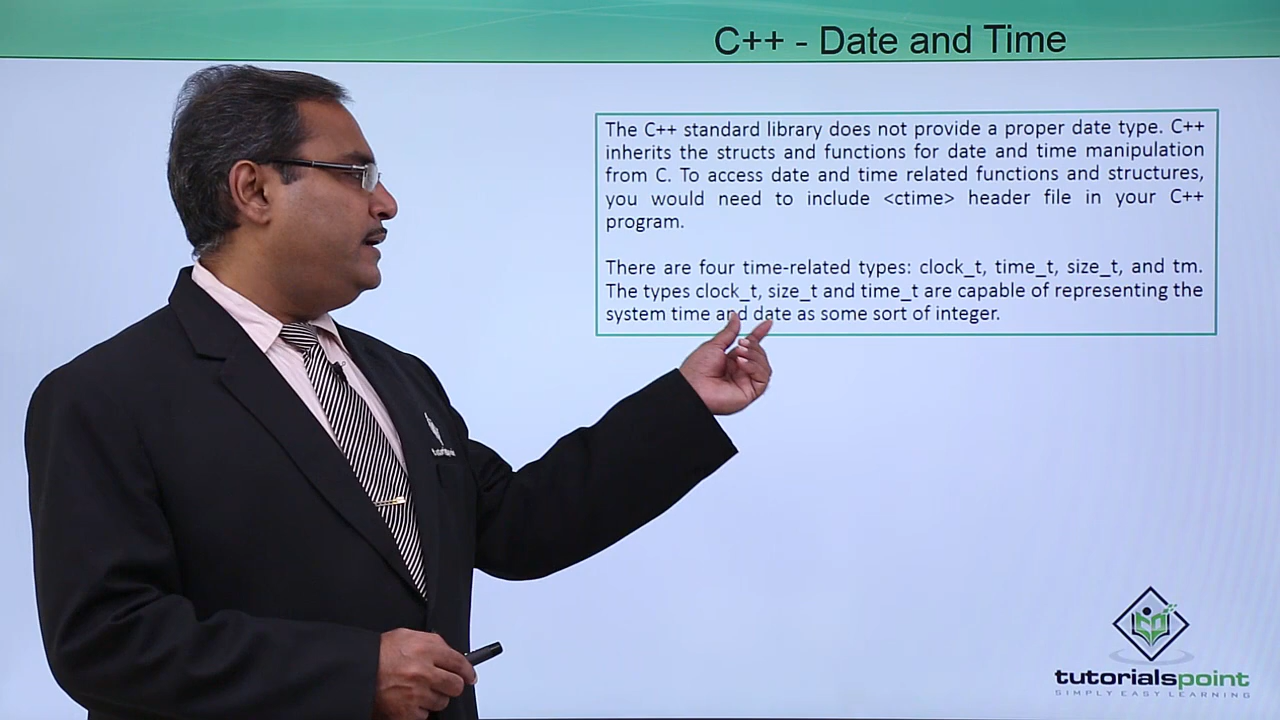 C++ - Date and Time
The C++ standard library does not provide a proper date type. C++
inherits the structs and functions for date and time manipulation
from C. To access date and time related functions and structures,
you would need to include <ctime> header file in your C++
program.
There are four time-related types: clock_t, time_t, size_t, and tm.
The types clock_t, size_t and time_t are capable of representing the
system time and date as some sort of integer.
tutorialspoint
SIMPLY EASY LEARNING